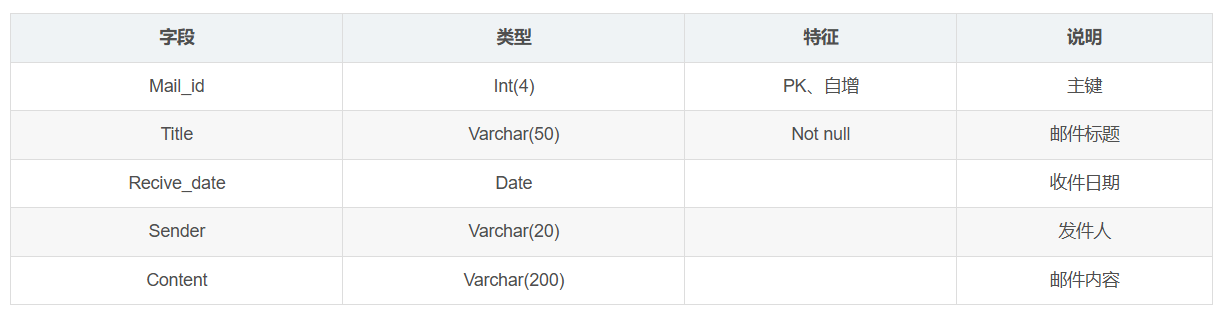 字段 类型 特征 说明
Mail_id Int(4) PK、自增 主键
Title Varchar(50) Not null 邮件标题
Recive_date Date 收件日期
Sender Varchar(20) 发件人
Content Varchar(200) 邮件内容